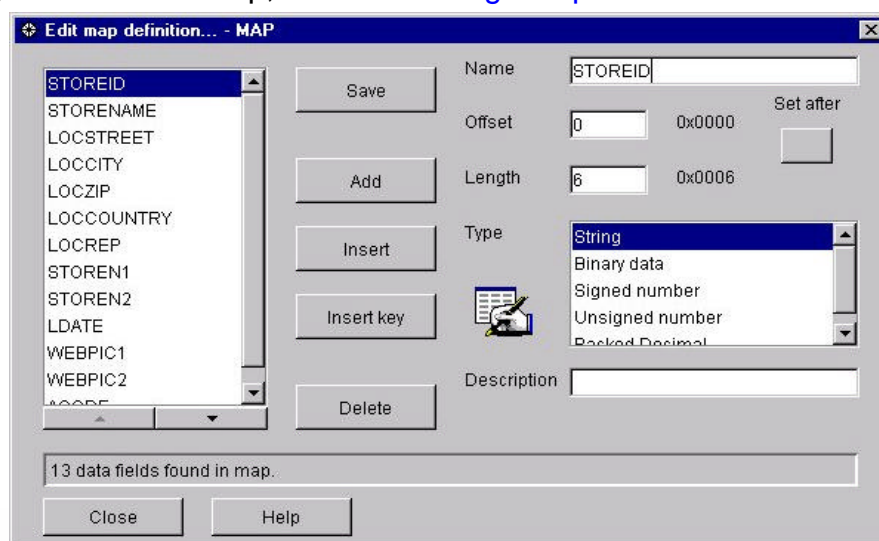 Edit map definition... - MAP
STOREID
STORENAME
LOCSTREET
LOCCITY
LOCZIP
LOCCOUNTRY
LOCREP
STOREN1
STOREN2
LDATE
WEBPIC1
WEBPIC2
Save
Add
Insert
Insert key
Delete
Name
STOREID
Offset
0
0x0000
Set after
Length
6
0x0006
Type
String
Binary data
Signed number
Unsigned number
Packed Decimal
Description
13 data fields found in map.
Close
Help